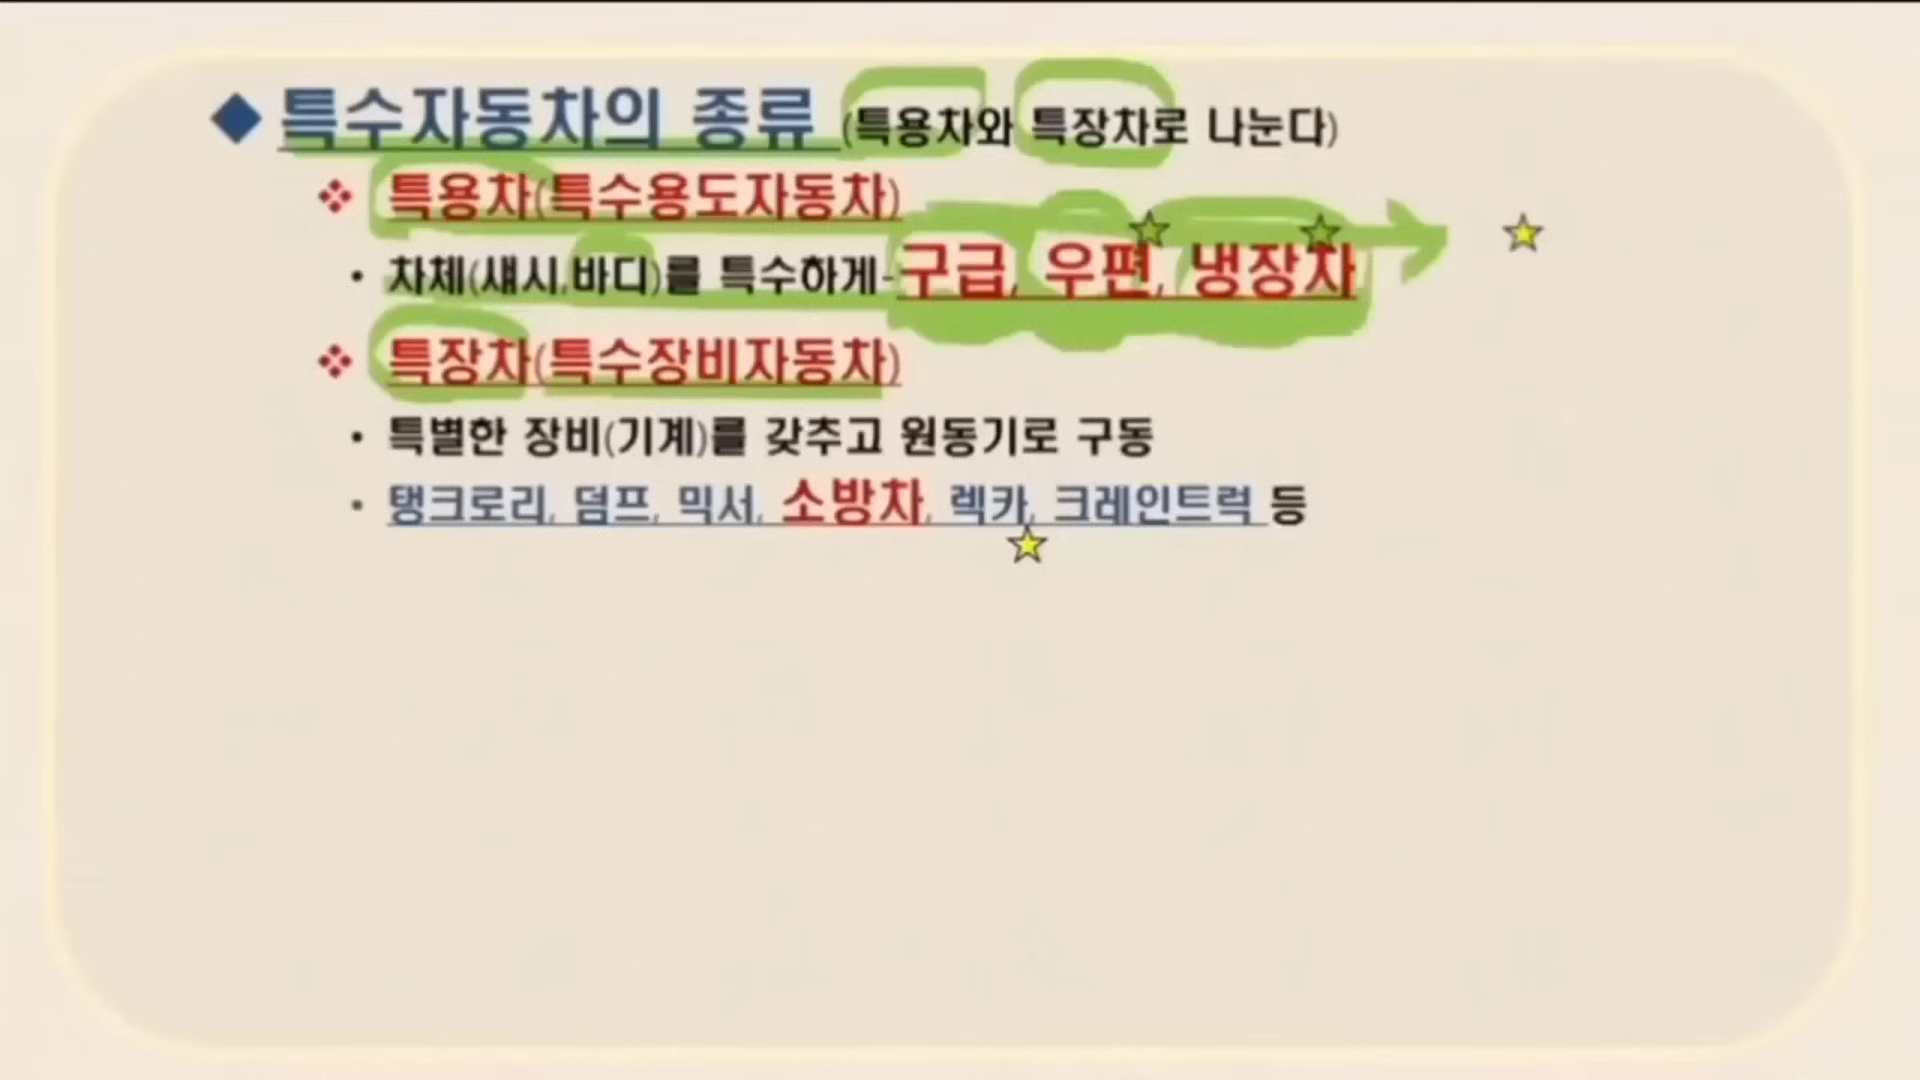 특수자동차의 종류 (특용차와 특장차로 나눈다)
특용차(특수용도자동차)
• 차체(섀시,바디)를 특수하게-구급, 우편, 냉장차
특장차(특수장비자동차)
• 특별한 장비(기계)를 갖추고 원동기로 구동
• 탱크로리, 덤프, 믹서, 소방차, 렉카, 크레인트럭 등